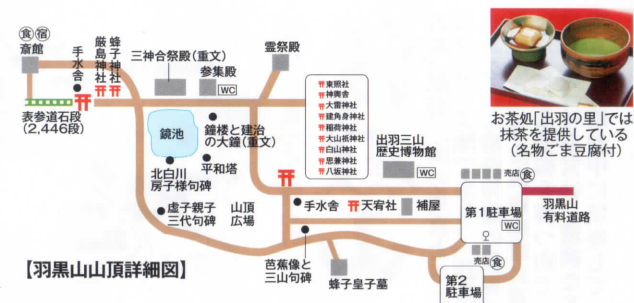 食 宿
斎館
手水舎
厳島神社
蜂子神社
三神合祭殿(重文)
参集殿
WC
霊祭殿
表参道石段
(2,446段)
鏡池
鐘楼と建治
の大鐘(重文)
平和塔
北白川
房子様句碑
虚子親子
三代句碑
山頂
広場
東照社
神輿舎
大雷神社
建角身神社
稲荷神社
大山祇神社
白山神社
思兼神社
八坂神社
出羽三山
歴史博物館
WC
お茶処「出羽の里」では
抹茶を提供している
(名物ごま豆腐付)
売店 食
手水舎
天宥社
補屋
第1駐車場
WC
羽黒山
有料道路
芭蕉像と
三山句碑
蜂子皇子墓
売店 食
第2
駐車場
【羽黒山山頂詳細図】